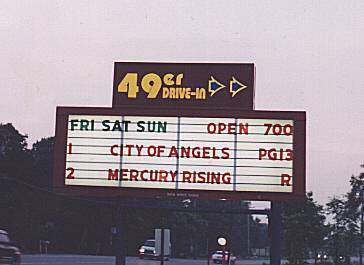 49er
DRIVE-IN
FRI SAT SUN OPEN 700
1 CITY OF ANGELS PG13
2 MERCURY RISING R